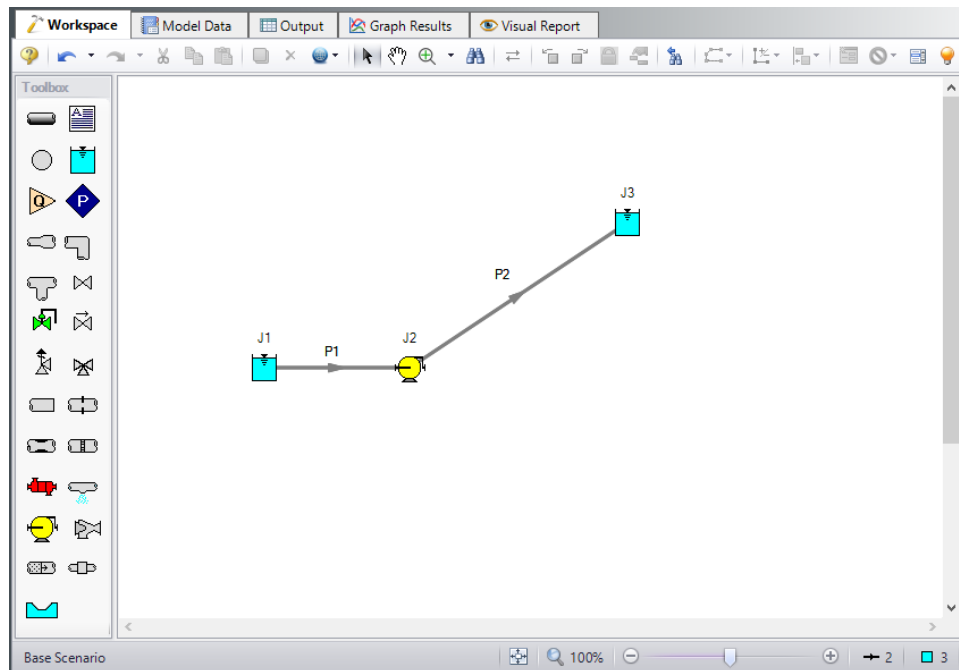 Workspace Model Data Output Graph Results Visual Report
Toolbox
A
Q P
J3
P2
J1 J2
P1
Base Scenario 100% 2 3